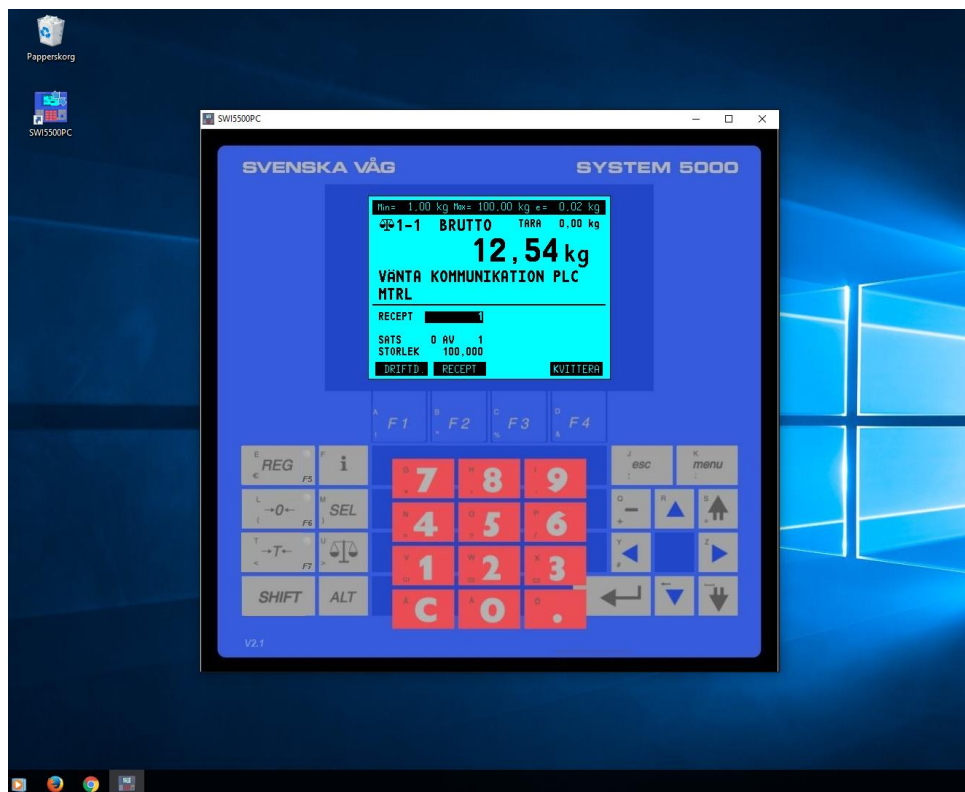 Papperskorg
SWI5500PC
SWI5500PC
SVENSKA VÅG
SYSTEM 5000
Min= 1,00 kg Max= 100,00 kg e= 0,02 kg
1-1 BRUTTO TARA 0,00 kg
12,54 kg
VÄNTA KOMMUNIKATION PLC
MTRL
RECEPT 1
SATS 0 AV 1
STORLEK 100,000
DRIFTD. RECEPT KVITTERA
A F1 B F2 C F3 D F4
E REG € F5 F i
G 7 H 8 I 9
J esc : K menu
L →0← ( F6 M SEL )
N 4 O 5 P 6
Q − + R S
T →T← < F7 U >
V 1 W 2 X 3
Y # Z
SHIFT ALT
C 0 .
V2.1